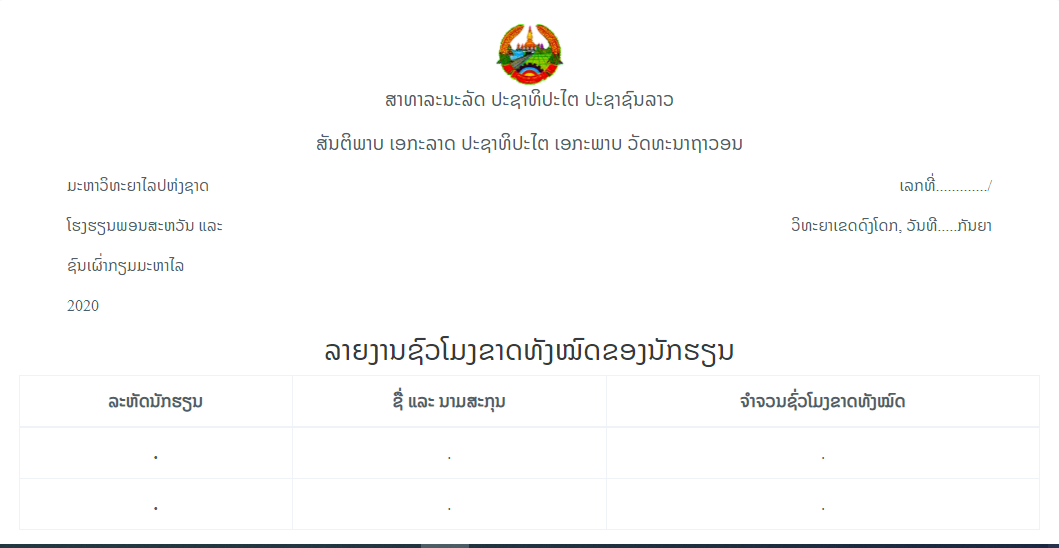 ສາທາລະນະລັດ ປະຊາທິປະໄຕ ປະຊາຊົນລາວ
ສັນຕິພາບ ເອກະລາດ ປະຊາທິປະໄຕ ເອກະພາບ ວັດທະນາຖາວອນ
ມະຫາວິທະຍາໄລປຫ່ງຊາດ ເລກທີ່............./
ໂຮງຮຽນພອນສະຫວັນ ແລະ ວິທະຍາເຂດດົງໂດກ, ວັນທີ.....ກັນຍາ
ຊົນເຜົ່າກຽມມະຫາໄລ
2020
ລາຍງານຊົວໂມງຂາດທັງໝົດຂອງນັກຮຽນ
ລະຫັດນັກຮຽນ ຊື່ ແລະ ນາມສະກຸນ ຈຳຈວນຊົ່ວໂມງຂາດທັງໝົດ
. . .
. . .